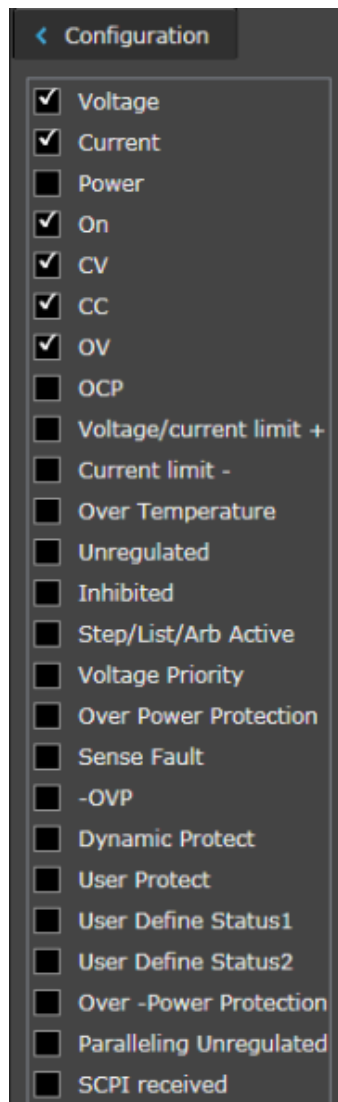 Configuration
Voltage
Current
Power
On
CV
CC
OV
OCP
Voltage/current limit +
Current limit -
Over Temperature
Unregulated
Inhibited
Step/List/Arb Active
Voltage Priority
Over Power Protection
Sense Fault
-OVP
Dynamic Protect
User Protect
User Define Status1
User Define Status2
Over -Power Protection
Paralleling Unregulated
SCPI received